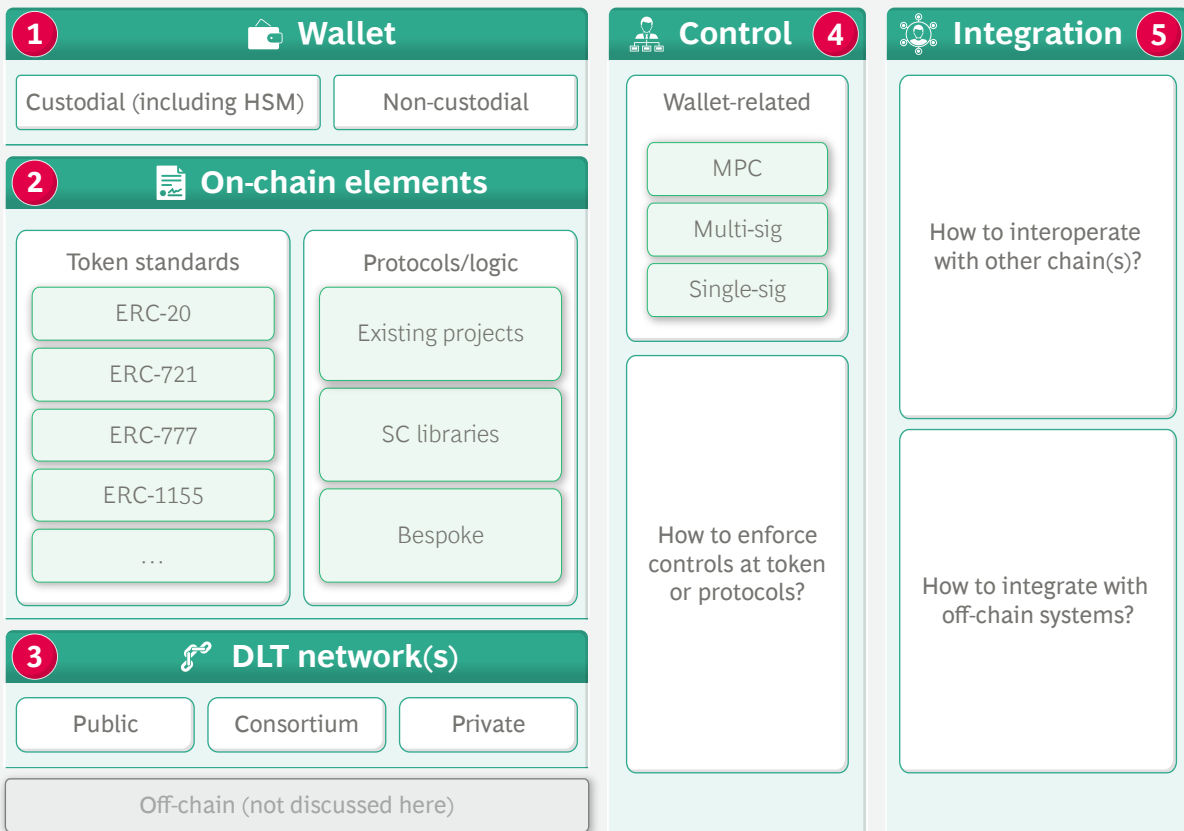 1
Wallet
Custodial (including HSM)
Non-custodial
2
On-chain elements
Token standards
ERC-20
ERC-721
ERC-777
ERC-1155
...
Protocols/logic
Existing projects
SC libraries
Bespoke
3
DLT network(s)
Public
Consortium
Private
Off-chain (not discussed here)
Control
4
Wallet-related
MPC
Multi-sig
Single-sig
How to enforce
controls at token
or protocols?
Integration
5
How to interoperate
with other chain(s)?
How to integrate with
off-chain systems?